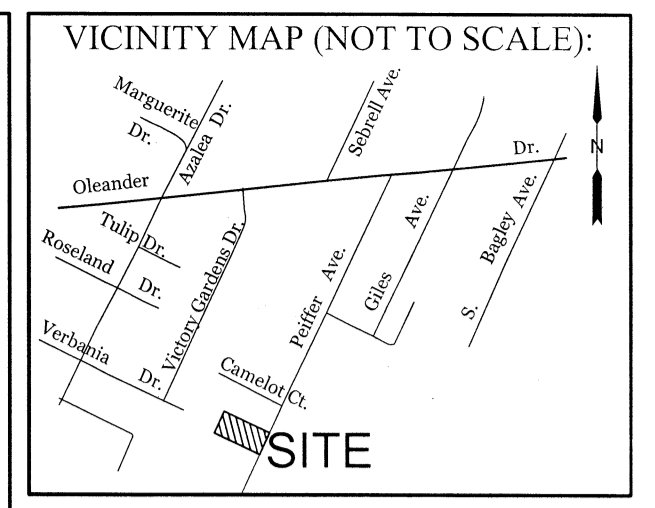 VICINITY MAP (NOT TO SCALE):
Marguerite
Dr.
Azalea Dr.
Sebrell Ave.
N
Oleander
Dr.
Tulip Dr.
Roseland
Dr.
Victory Gardens Dr.
Peiffer Ave.
Giles Ave.
S. Bagley Ave.
Verbania
Dr.
Camelot Ct.
SITE